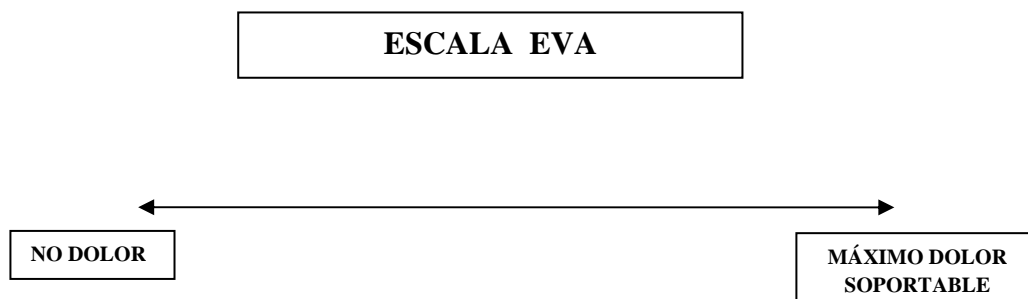 ESCALA EVA
NO DOLOR
MÁXIMO DOLOR
SOPORTABLE